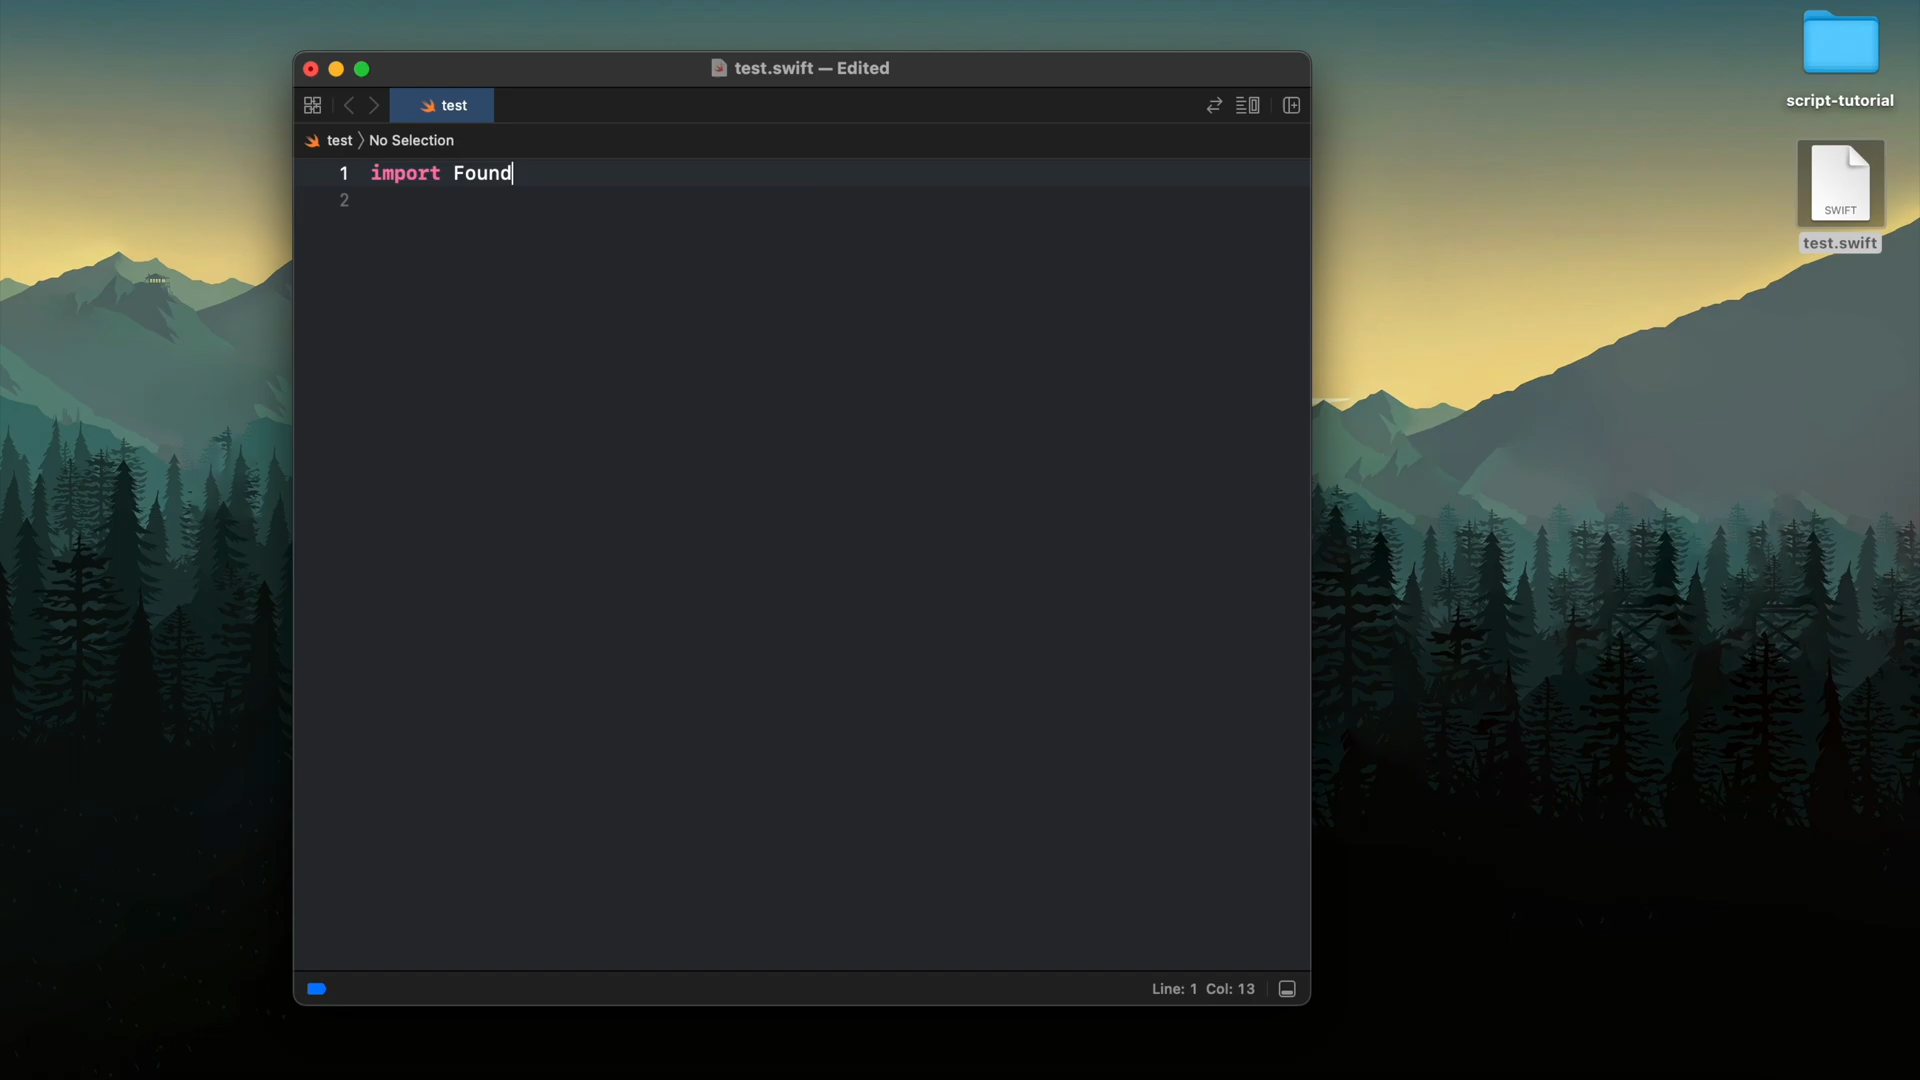 test.swift — Edited
script-tutorial
test
test 〉 No Selection
1 import Found
2
SWIFT
test.swift
Line: 1 Col: 13